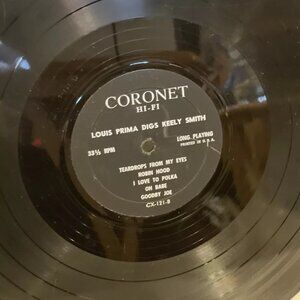 CORONET
HI-FI
LOUIS PRIMA DIGS KEELY SMITH
33⅓ RPM
LONG PLAYING
PRINTED IN U.S.A.
TEARDROPS FROM MY EYES
ROBIN HOOD
I LOVE TO POLKA
OH BABE
GOODBY JOE
CX-121-B